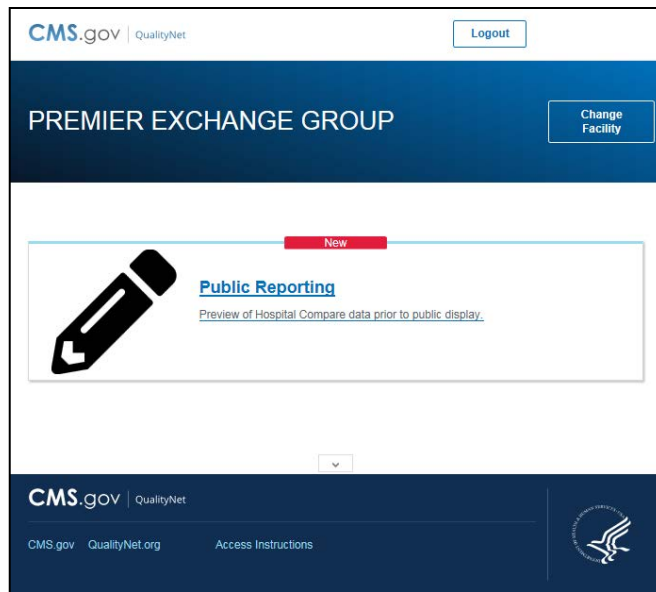 CMS.gov QualityNet
Logout
PREMIER EXCHANGE GROUP
Change
Facility
New
Public Reporting
Preview of Hospital Compare data prior to public display.
CMS.gov QualityNet
CMS.gov QualityNet.org Access Instructions